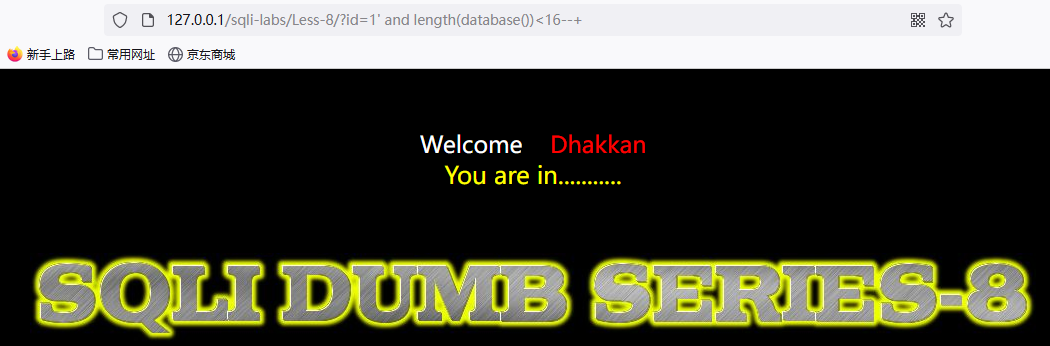 127.0.0.1/sqli-labs/Less-8/?id=1' and length(database())<16--+
新手上路 常用网址 京东商城
Welcome Dhakkan
You are in...........
SQLI DUMB SERIES-8